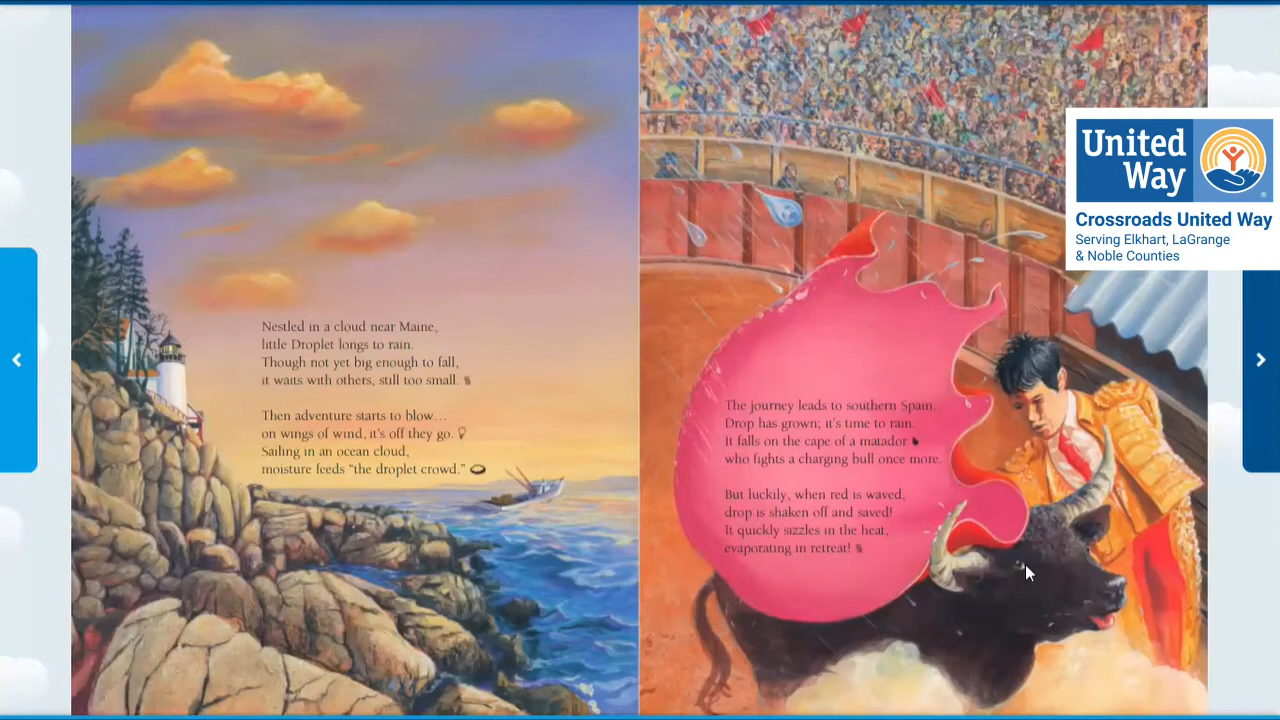 Nestled in a cloud near Maine,
little Droplet longs to rain.
Though not yet big enough to fall,
it waits with others, still too small.
Then adventure starts to blow…
on wings of wind, it's off they go.
Sailing in an ocean cloud,
moisture feeds “the droplet crowd.”
The journey leads to southern Spain.
Drop has grown; it's time to rain.
It falls on the cape of a matador
who fights a charging bull once more.
But luckily, when red is waved,
drop is shaken off and saved!
It quickly sizzles in the heat,
evaporating in retreat!
United
Way
Crossroads United Way
Serving Elkhart, LaGrange
& Noble Counties